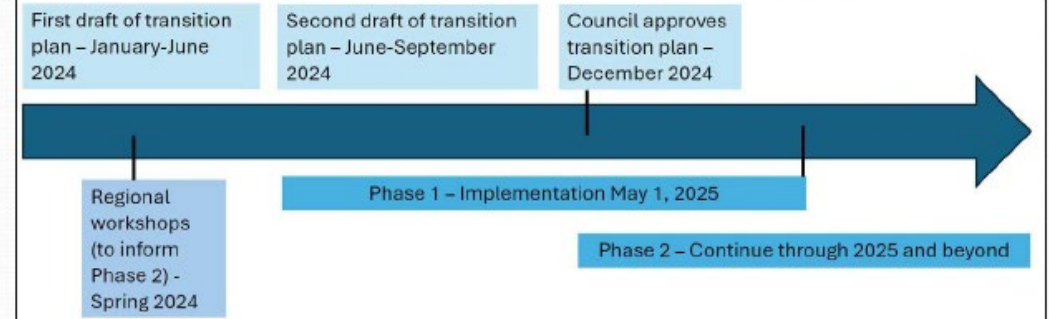 First draft of transition
plan – January-June
2024
Second draft of transition
plan – June-September
2024
Council approves
transition plan –
December 2024
Regional
workshops
(to inform
Phase 2) -
Spring 2024
Phase 1 – Implementation May 1, 2025
Phase 2 – Continue through 2025 and beyond